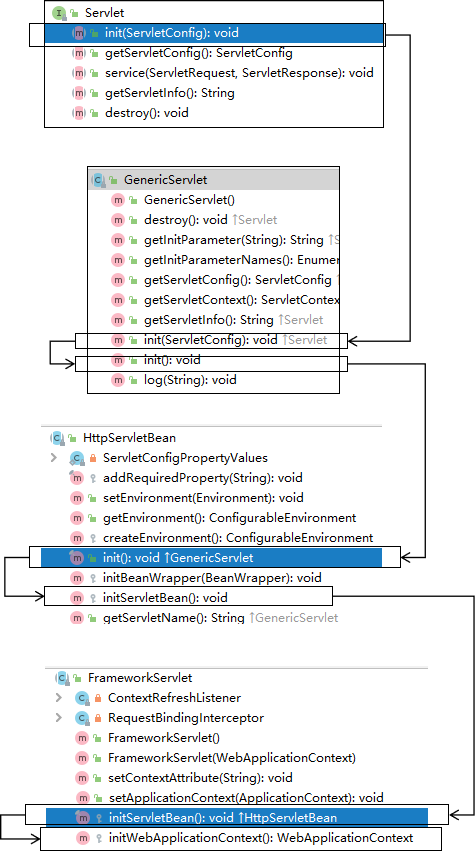 Servlet
init(ServletConfig): void
getServletConfig(): ServletConfig
service(ServletRequest, ServletResponse): void
getServletInfo(): String
destroy(): void
GenericServlet
GenericServlet()
destroy(): void ↑Servlet
getInitParameter(String): String ↑S
getInitParameterNames(): Enumer
getServletConfig(): ServletConfig ↑
getServletContext(): ServletContex
getServletInfo(): String ↑Servlet
init(ServletConfig): void ↑Servlet
init(): void
log(String): void
HttpServletBean
ServletConfigPropertyValues
addRequiredProperty(String): void
setEnvironment(Environment): void
getEnvironment(): ConfigurableEnvironment
createEnvironment(): ConfigurableEnvironment
init(): void ↑GenericServlet
initBeanWrapper(BeanWrapper): void
initServletBean(): void
getServletName(): String ↑GenericServlet
FrameworkServlet
ContextRefreshListener
RequestBindingInterceptor
FrameworkServlet()
FrameworkServlet(WebApplicationContext)
setContextAttribute(String): void
setApplicationContext(ApplicationContext): void
initServletBean(): void ↑HttpServletBean
initWebApplicationContext(): WebApplicationContext